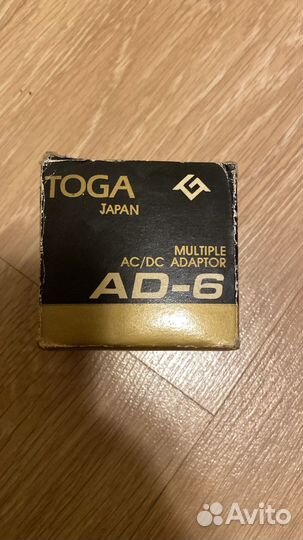 TOGA
JAPAN
MULTIPLE
AC/DC ADAPTOR
AD-6
Avito